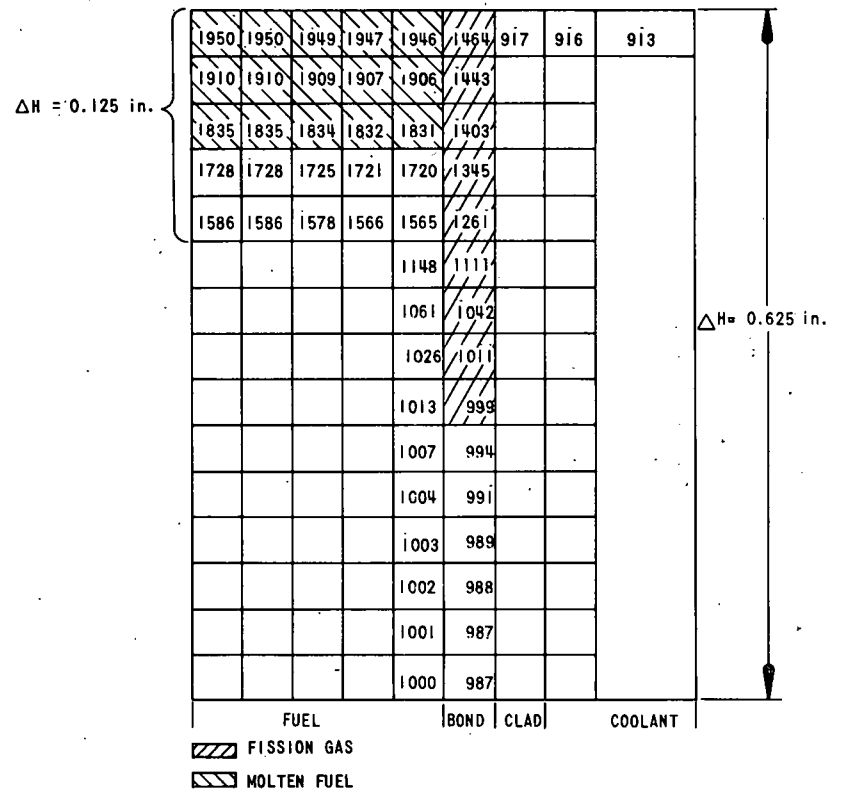 1950 1950 1949 1947 1946 1464 917 916 913
1910 1910 1909 1907 1906 1443
ΔH = 0.125 in.
1835 1835 1834 1832 1831 1403
1728 1728 1725 1721 1720 1345
1586 1586 1578 1566 1565 1261
1148 1111
1061 1042
ΔH= 0.625 in.
1026 1011
1013 999
1007 994
1004 991
1003 989
1002 988
1001 987
1000 987
FUEL BOND CLAD COOLANT
FISSION GAS
MOLTEN FUEL